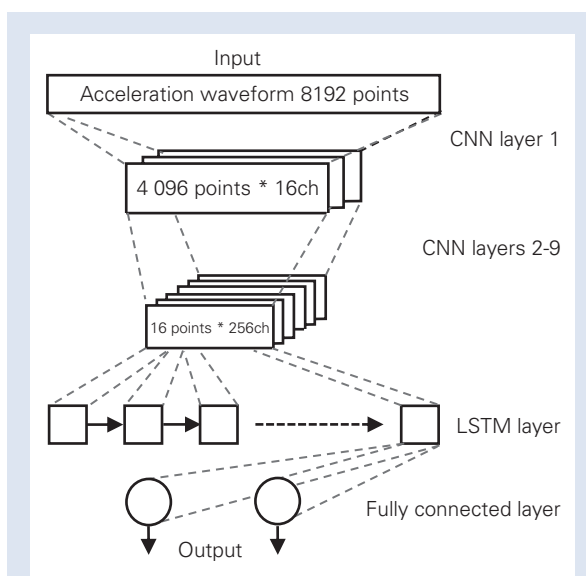 Input
Acceleration waveform 8192 points
CNN layer 1
4 096 points * 16ch
CNN layers 2-9
16 points * 256ch
LSTM layer
Fully connected layer
Output